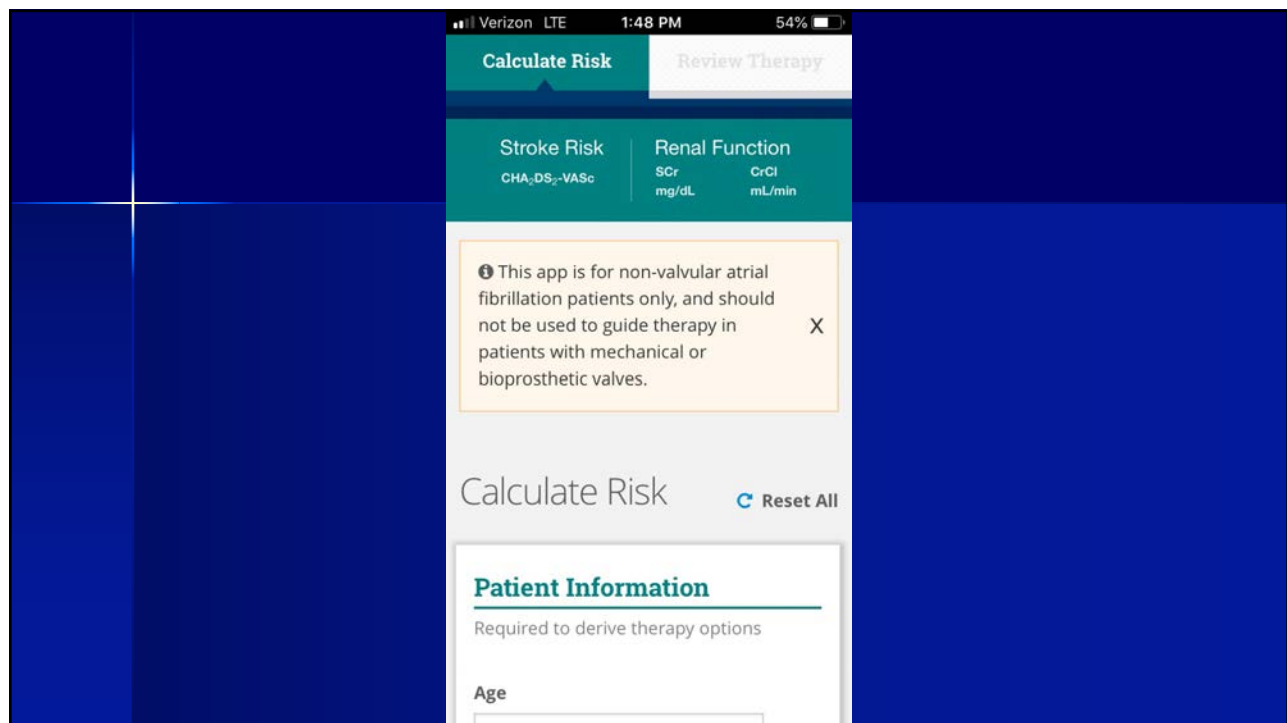 Verizon LTE 1:48 PM 54%
Calculate Risk Review Therapy
Stroke Risk Renal Function
CHA₂DS₂-VASc SCr CrCl
mg/dL mL/min
This app is for non-valvular atrial
fibrillation patients only, and should
not be used to guide therapy in X
patients with mechanical or
bioprosthetic valves.
Calculate Risk Reset All
Patient Information
Required to derive therapy options
Age